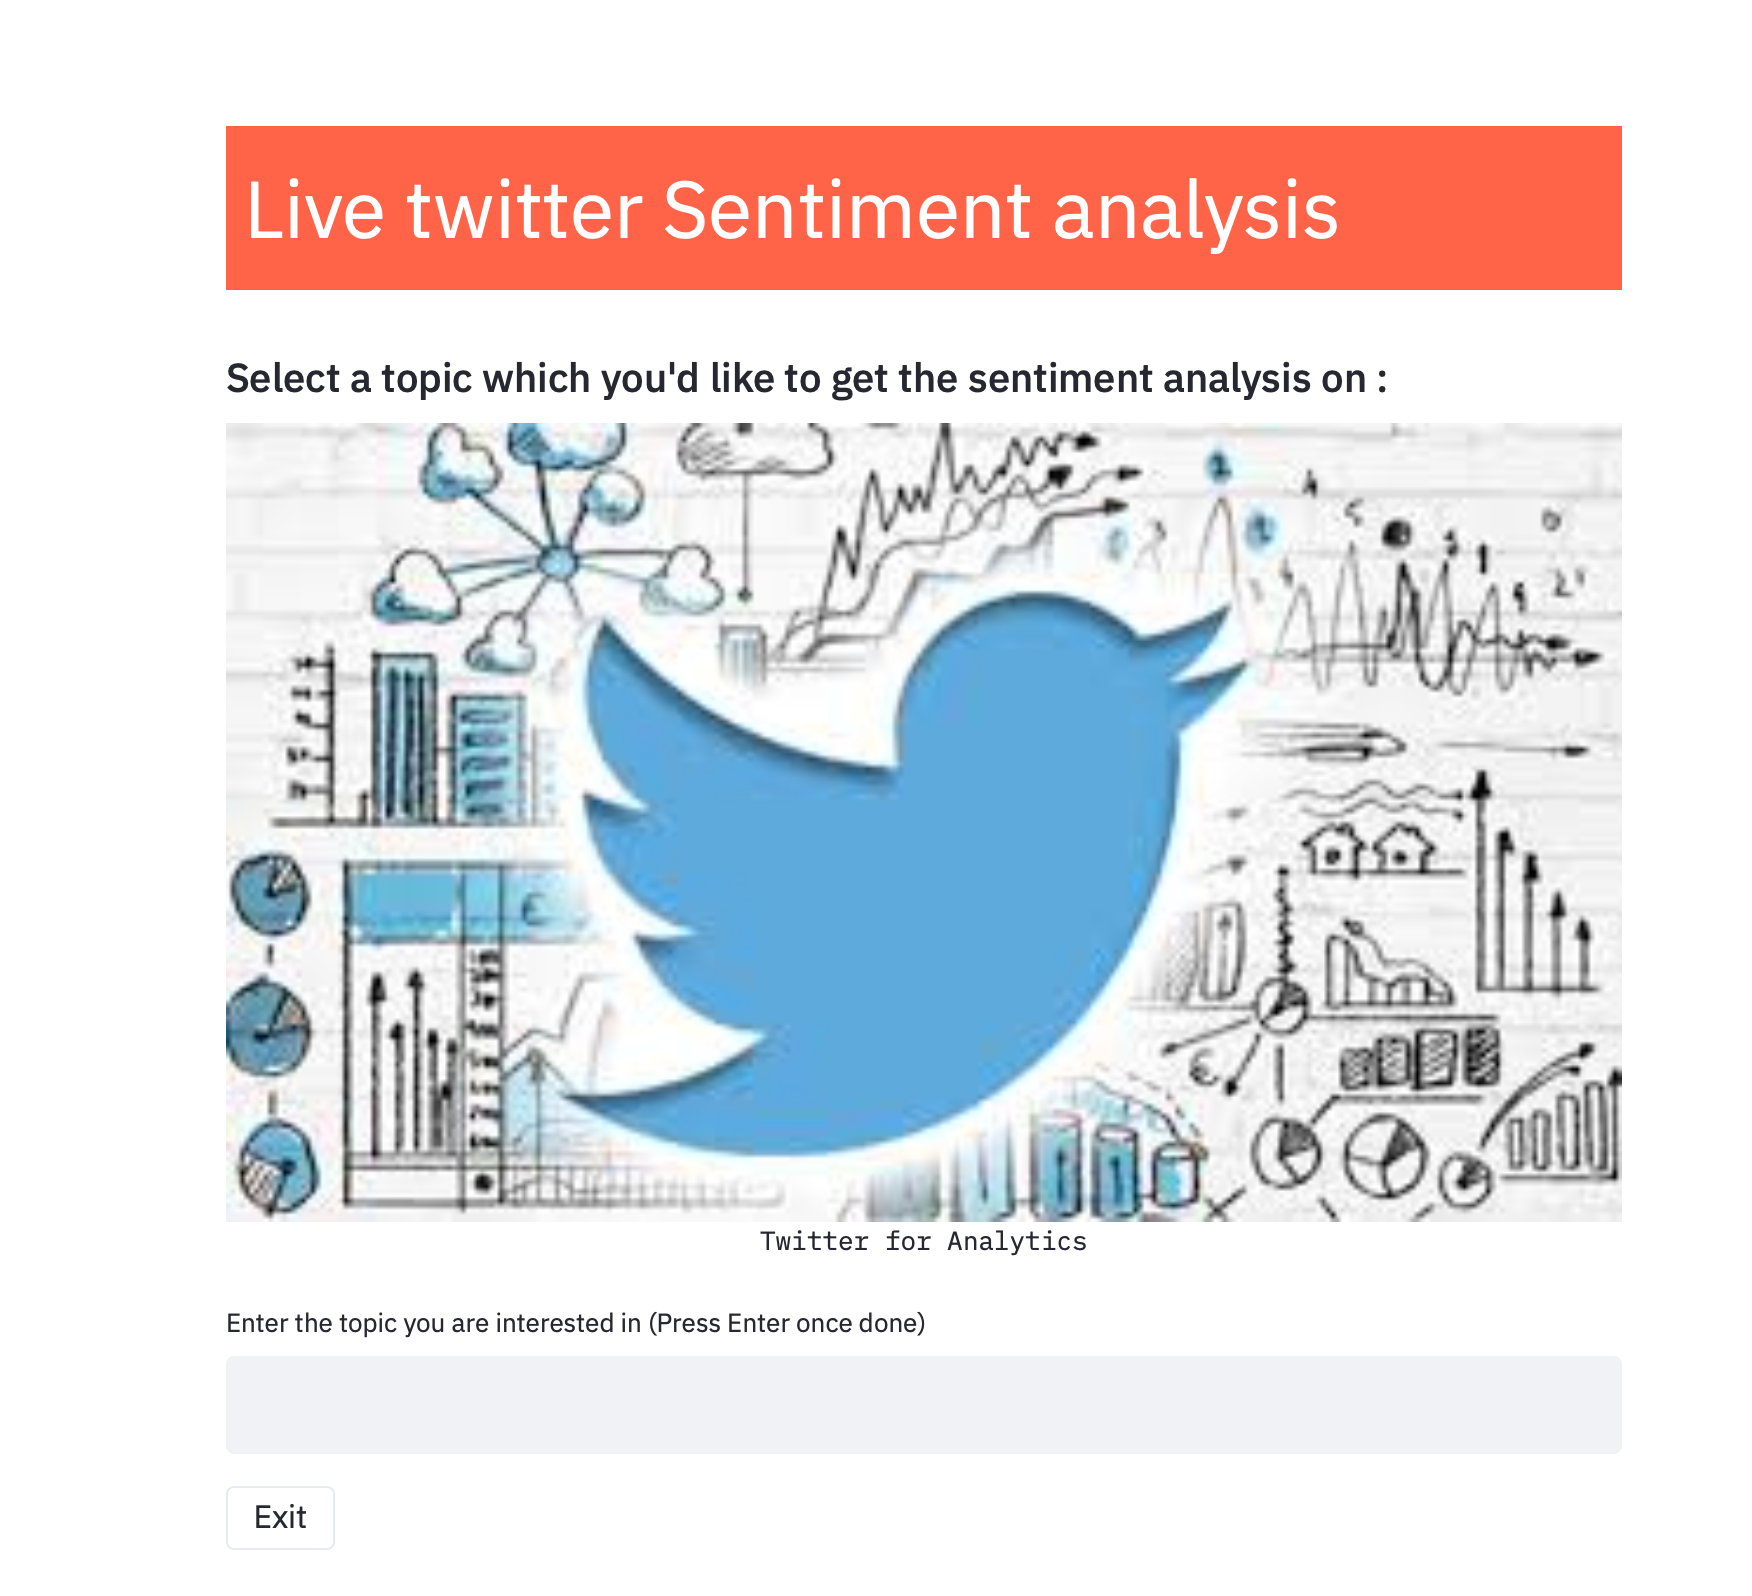 Live twitter Sentiment analysis
Select a topic which you'd like to get the sentiment analysis on :
Twitter for Analytics
Enter the topic you are interested in (Press Enter once done)
Exit